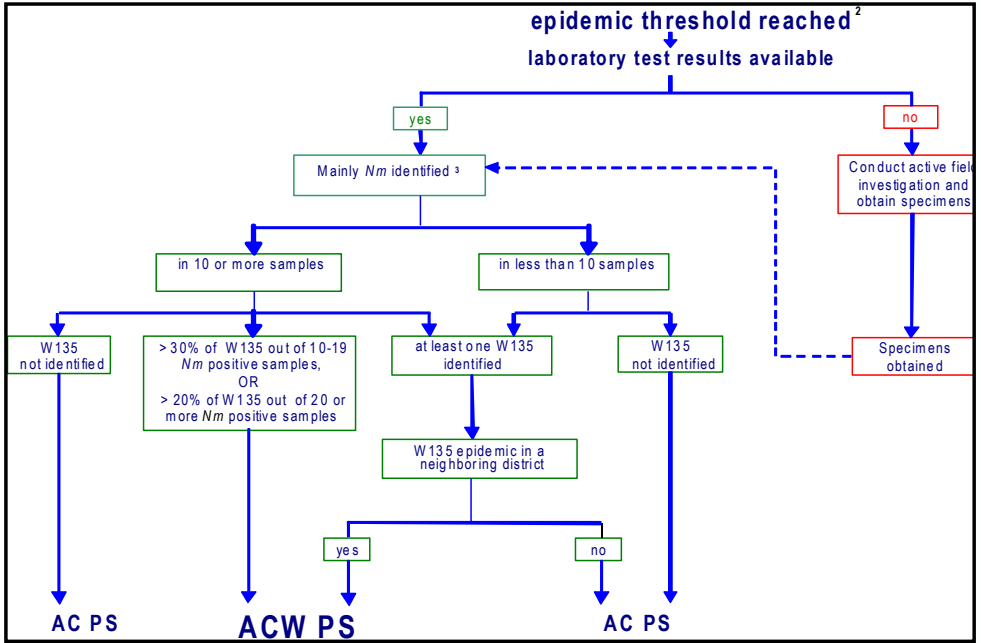 epidemic threshold reached ²
laboratory test results available
yes
no
Mainly Nm identified ³
Conduct active field
investigation and
obtain specimens
in 10 or more samples
in less than 10 samples
W135
not identified
> 30% of W135 out of 10-19
Nm positive samples,
OR
> 20% of W135 out of 20 or
more Nm positive samples
at least one W135
identified
W135
not identified
Specimens
obtained
W135 epidemic in a
neighboring district
yes
no
AC PS
ACW PS
AC PS